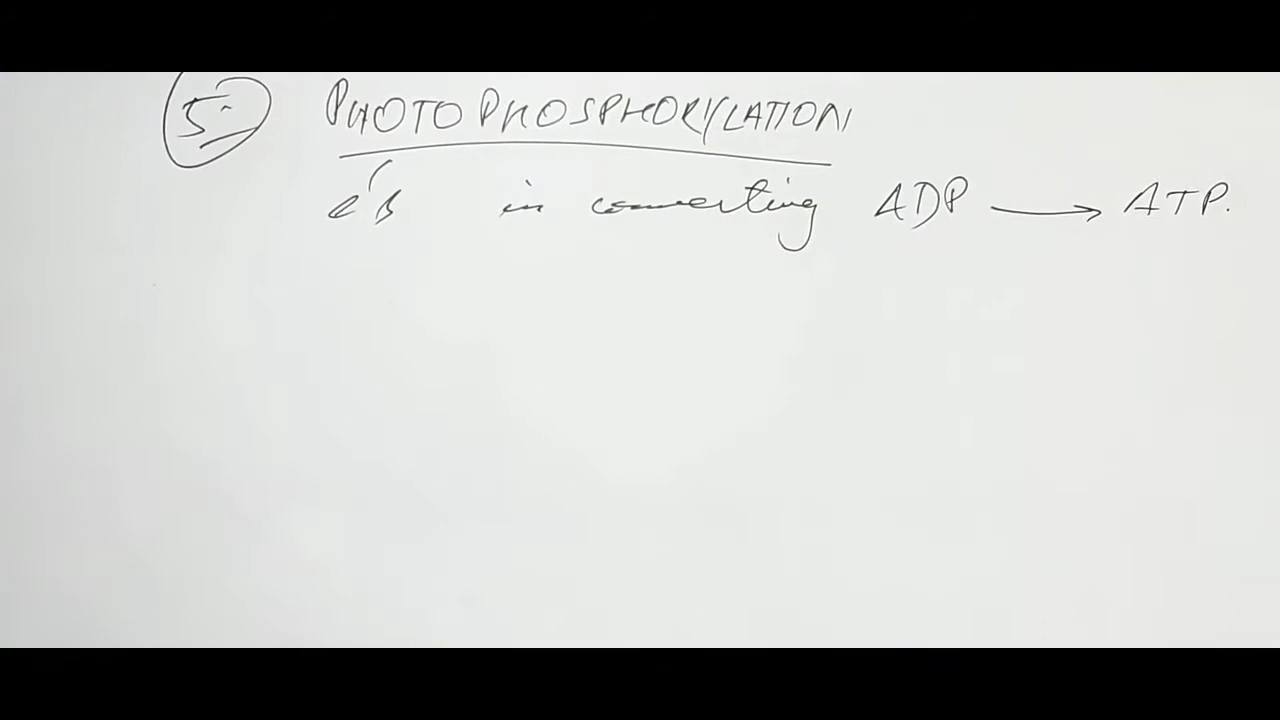 5- PHOTOPHOSPHORYLATION
in converting ADP → ATP.